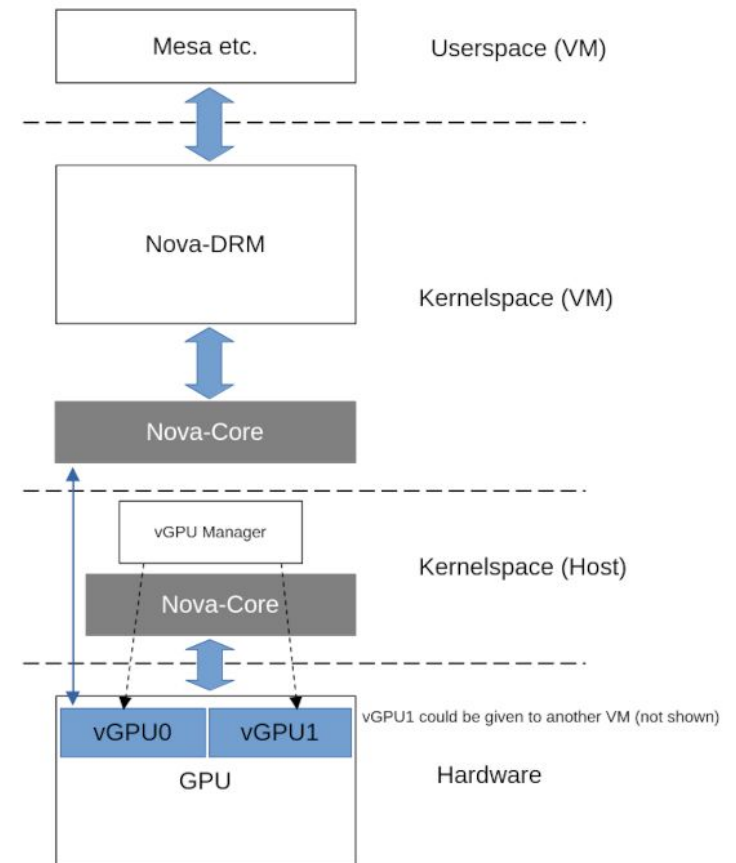 Mesa etc.
Userspace (VM)
Nova-DRM
Kernelspace (VM)
Nova-Core
vGPU Manager
Kernelspace (Host)
Nova-Core
vGPU0
vGPU1
vGPU1 could be given to another VM (not shown)
GPU
Hardware